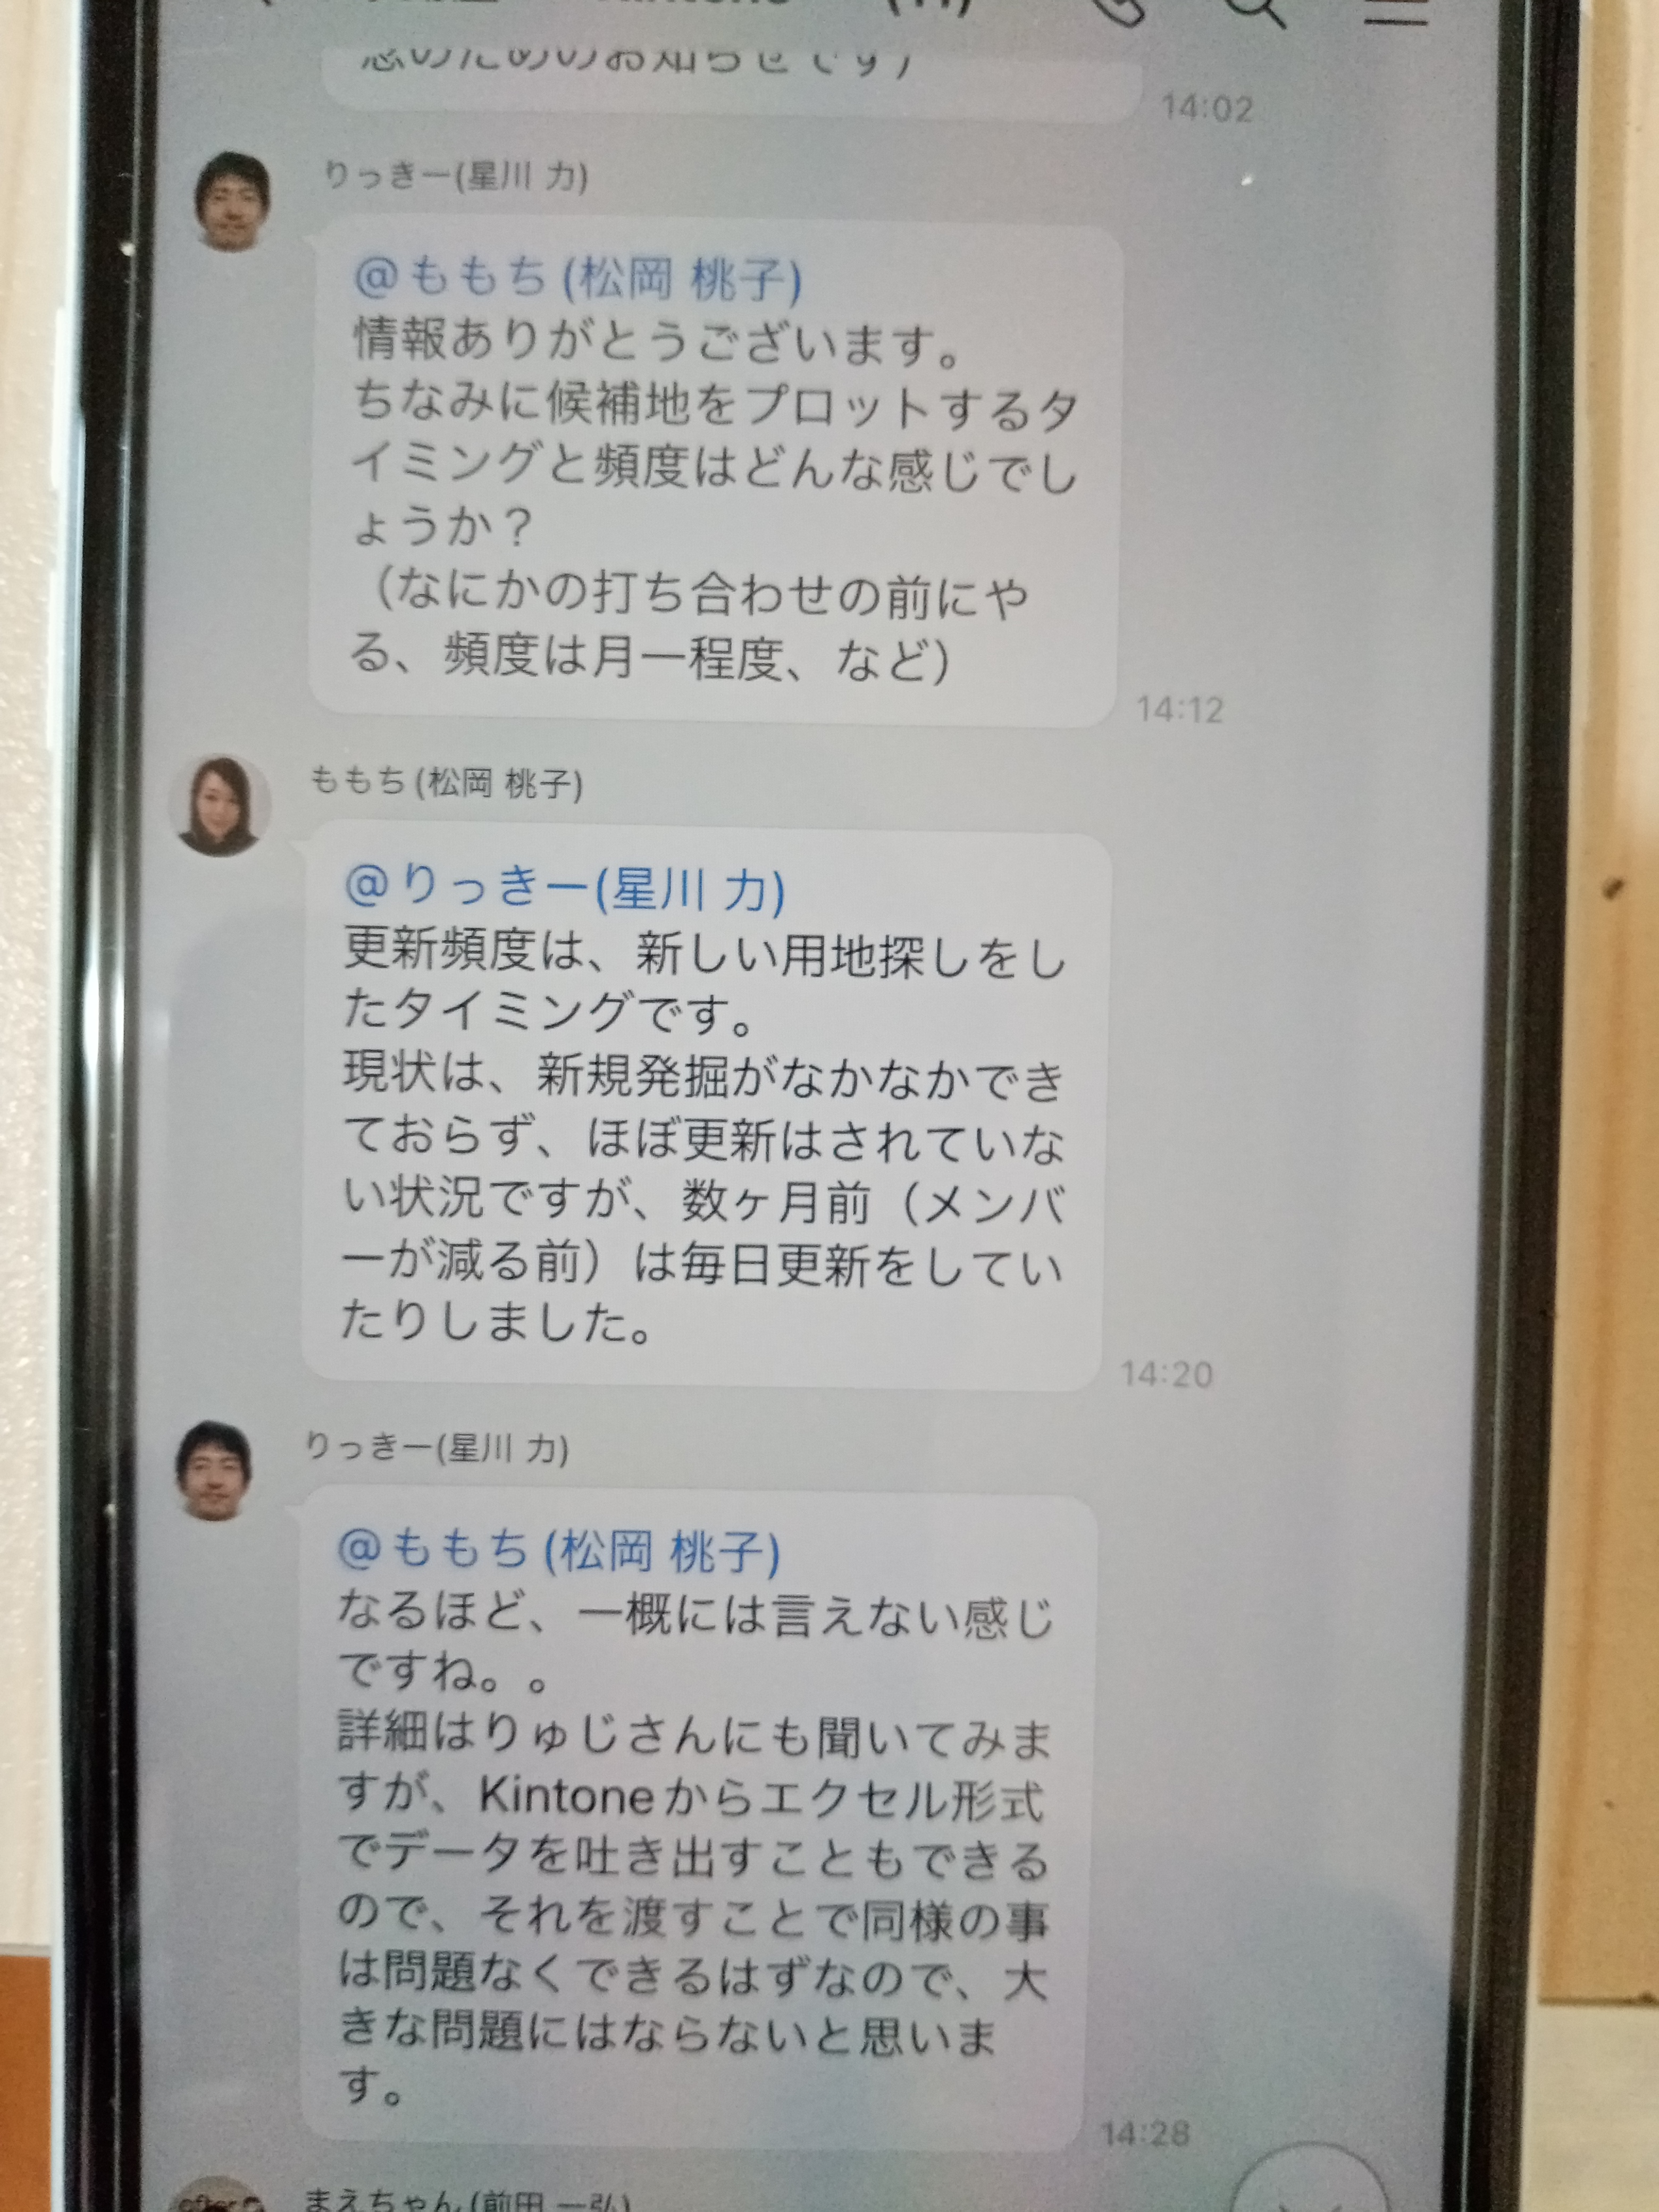 念のためのお知らせです)
14:02
りっきー(星川 力)
@ももち(松岡 桃子)
情報ありがとうございます。
ちなみに候補地をプロットするタ
イミングと頻度はどんな感じでし
ょうか？
（なにかの打ち合わせの前にや
る、頻度は月一程度、など）
14:12
ももち(松岡 桃子)
@りっきー(星川 力)
更新頻度は、新しい用地探しをし
たタイミングです。
現状は、新規発掘がなかなかでき
ておらず、ほぼ更新はされていな
い状況ですが、数ヶ月前（メンバ
ーが減る前）は毎日更新をしてい
たりしました。
14:20
りっきー(星川 力)
@ももち(松岡 桃子)
なるほど、一概には言えない感じ
ですね。。
詳細はりゅじさんにも聞いてみま
すが、Kintoneからエクセル形式
でデータを吐き出すこともできる
ので、それを渡すことで同様の事
は問題なくできるはずなので、大
きな問題にはならないと思いま
す。
14:28
まえちゃん(前田 一弘)